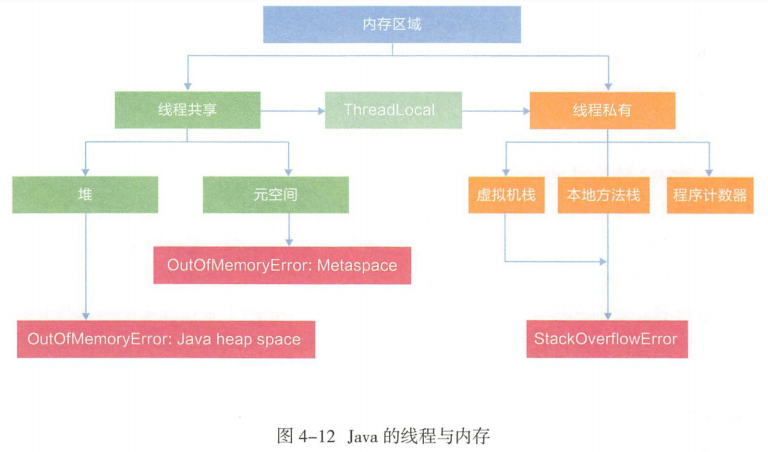 内存区域
线程共享
ThreadLocal
线程私有
堆
元空间
虚拟机栈
本地方法栈
程序计数器
OutOfMemoryError: Metaspace
OutOfMemoryError: Java heap space
StackOverflowError
图 4-12 Java 的线程与内存